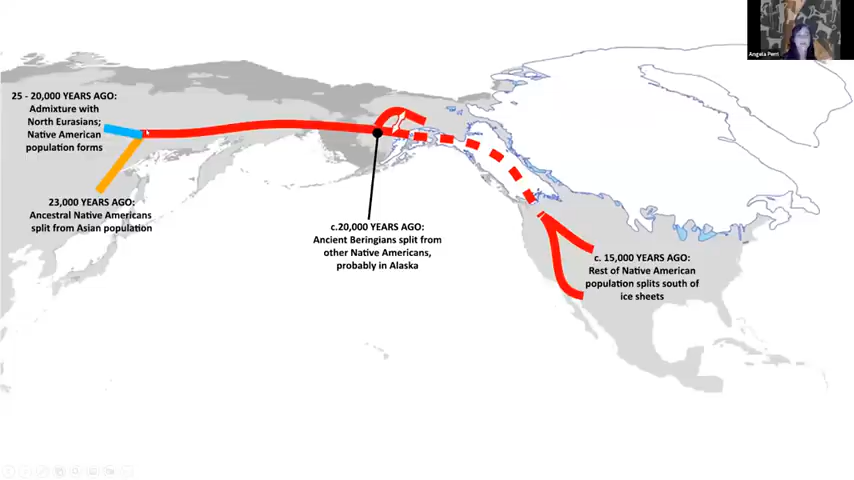 Angela Perri
25 - 20,000 YEARS AGO:
Admixture with
North Eurasians;
Native American
population forms
23,000 YEARS AGO:
Ancestral Native Americans
split from Asian population
c.20,000 YEARS AGO:
Ancient Beringians split from
other Native Americans,
probably in Alaska
c. 15,000 YEARS AGO:
Rest of Native American
population splits south of
ice sheets